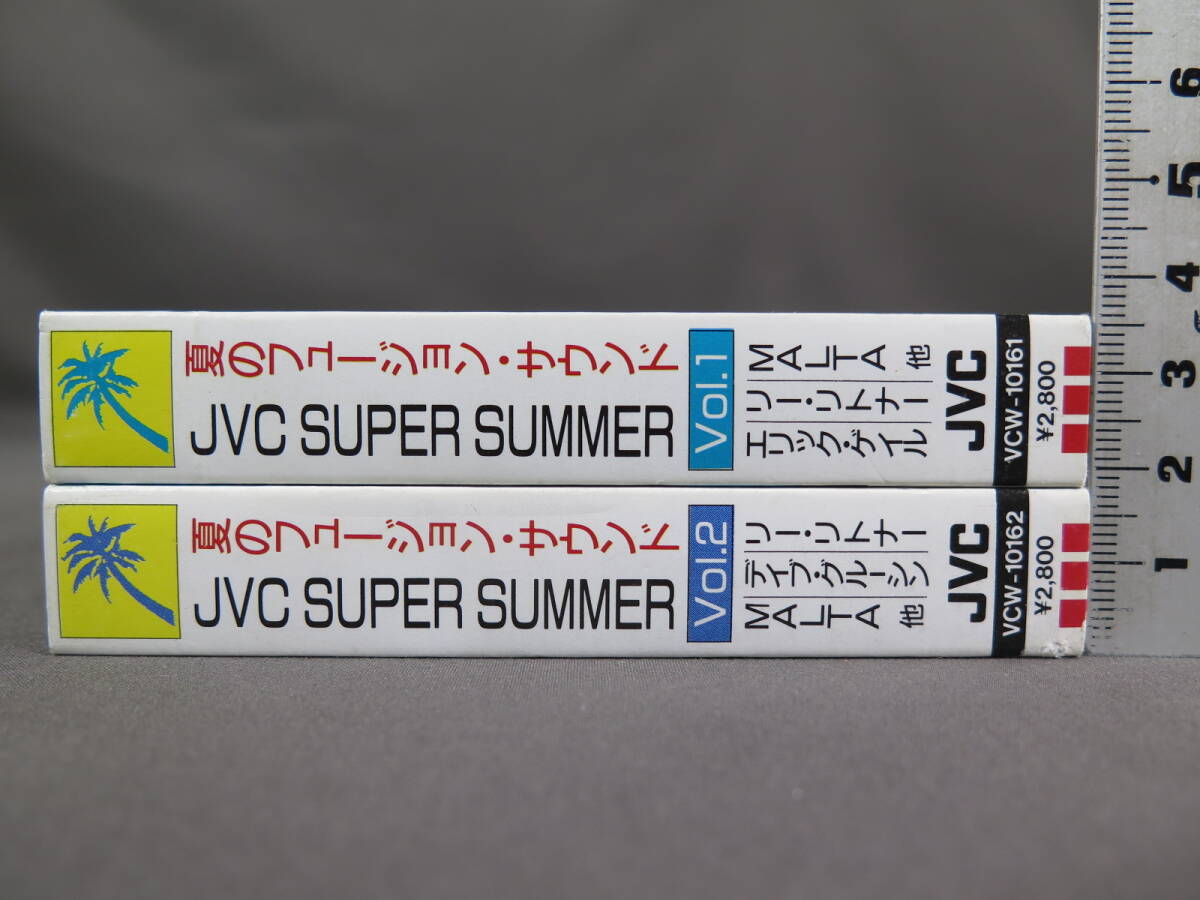 夏のフュージョン・サウンド
JVC SUPER SUMMER
Vol.1
MALTA 他
リー・リトナー
エリック・ゲイル
JVC
VCW-10161
¥2,800
夏のフュージョン・サウンド
JVC SUPER SUMMER
Vol.2
リー・リトナー
デイブ・グルーシン
MALTA 他
JVC
VCW-10162
¥2,800
6
5
4
3
2
1